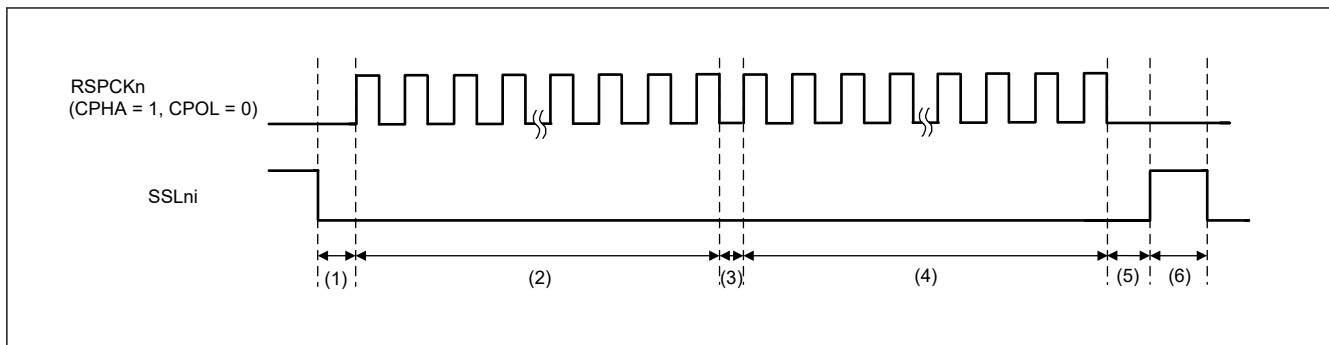 RSPCKn
(CPHA = 1, CPOL = 0)
SSLni
(1)
(2)
(3)
(4)
(5)
(6)